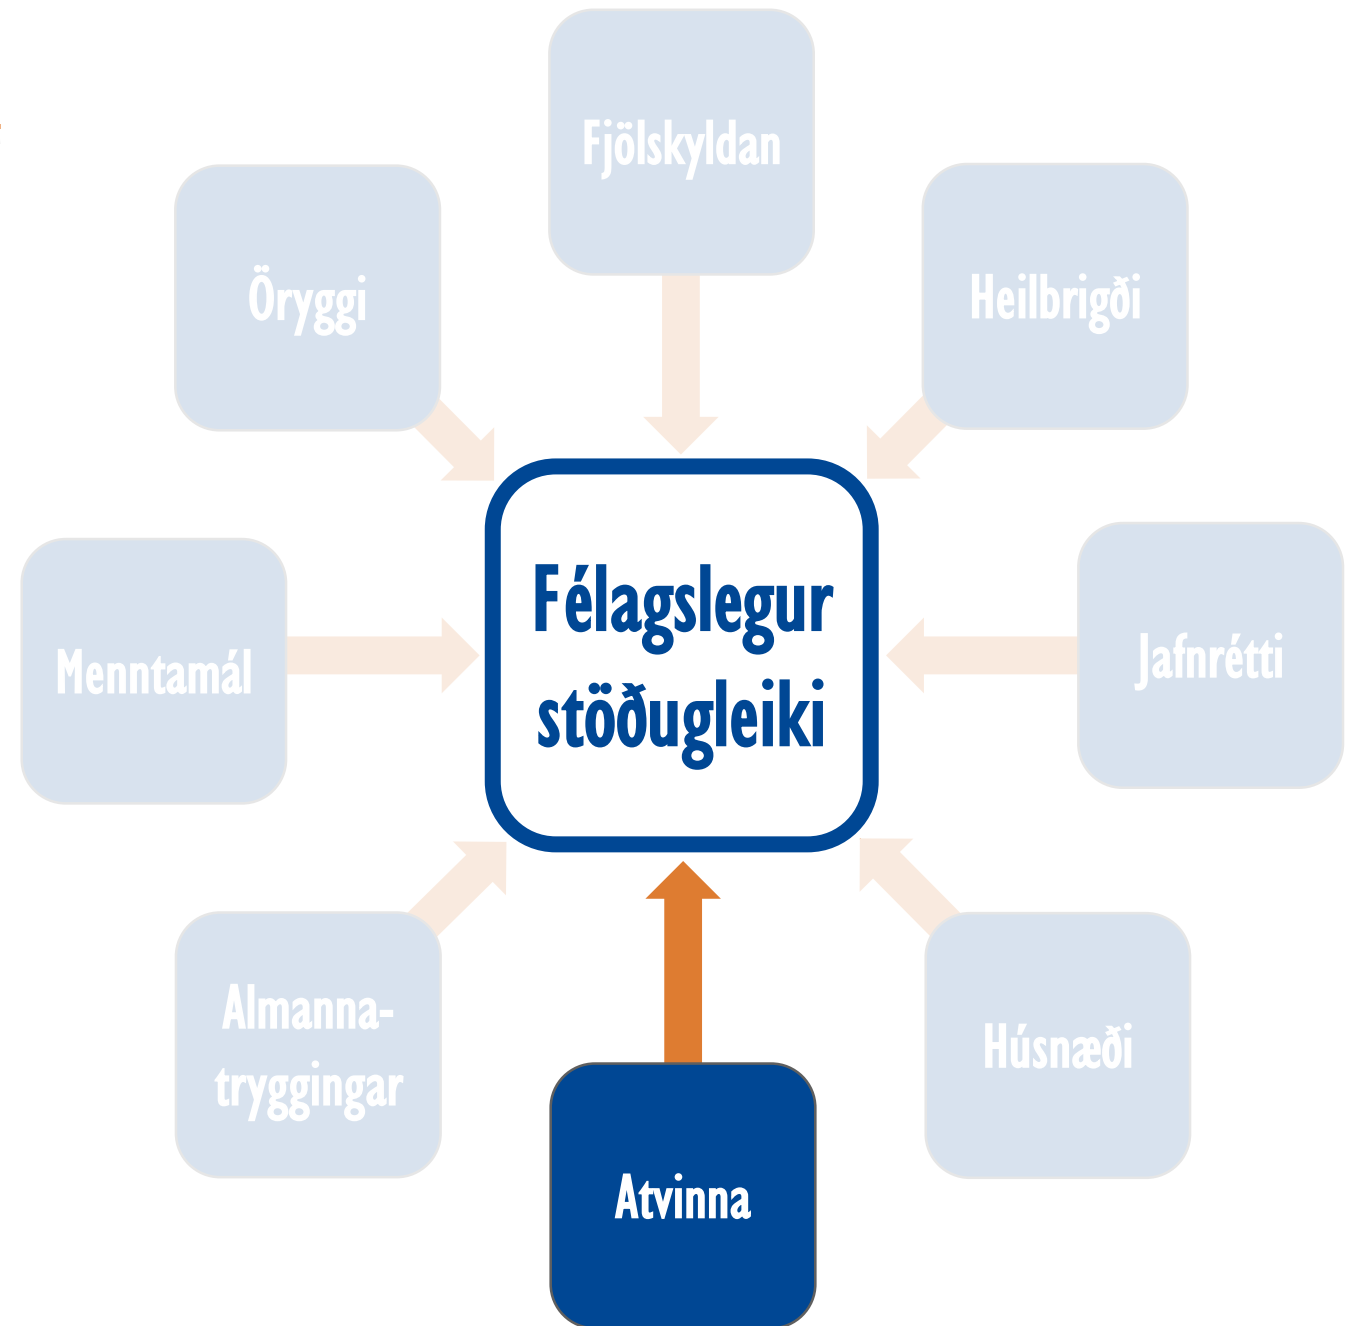 Fjölskyldan
Öryggi
Heilbrigði
Félagslegur
stöðugleiki
Menntamál
Jafnrétti
Almanna-
tryggingar
Húsnæði
Atvinna